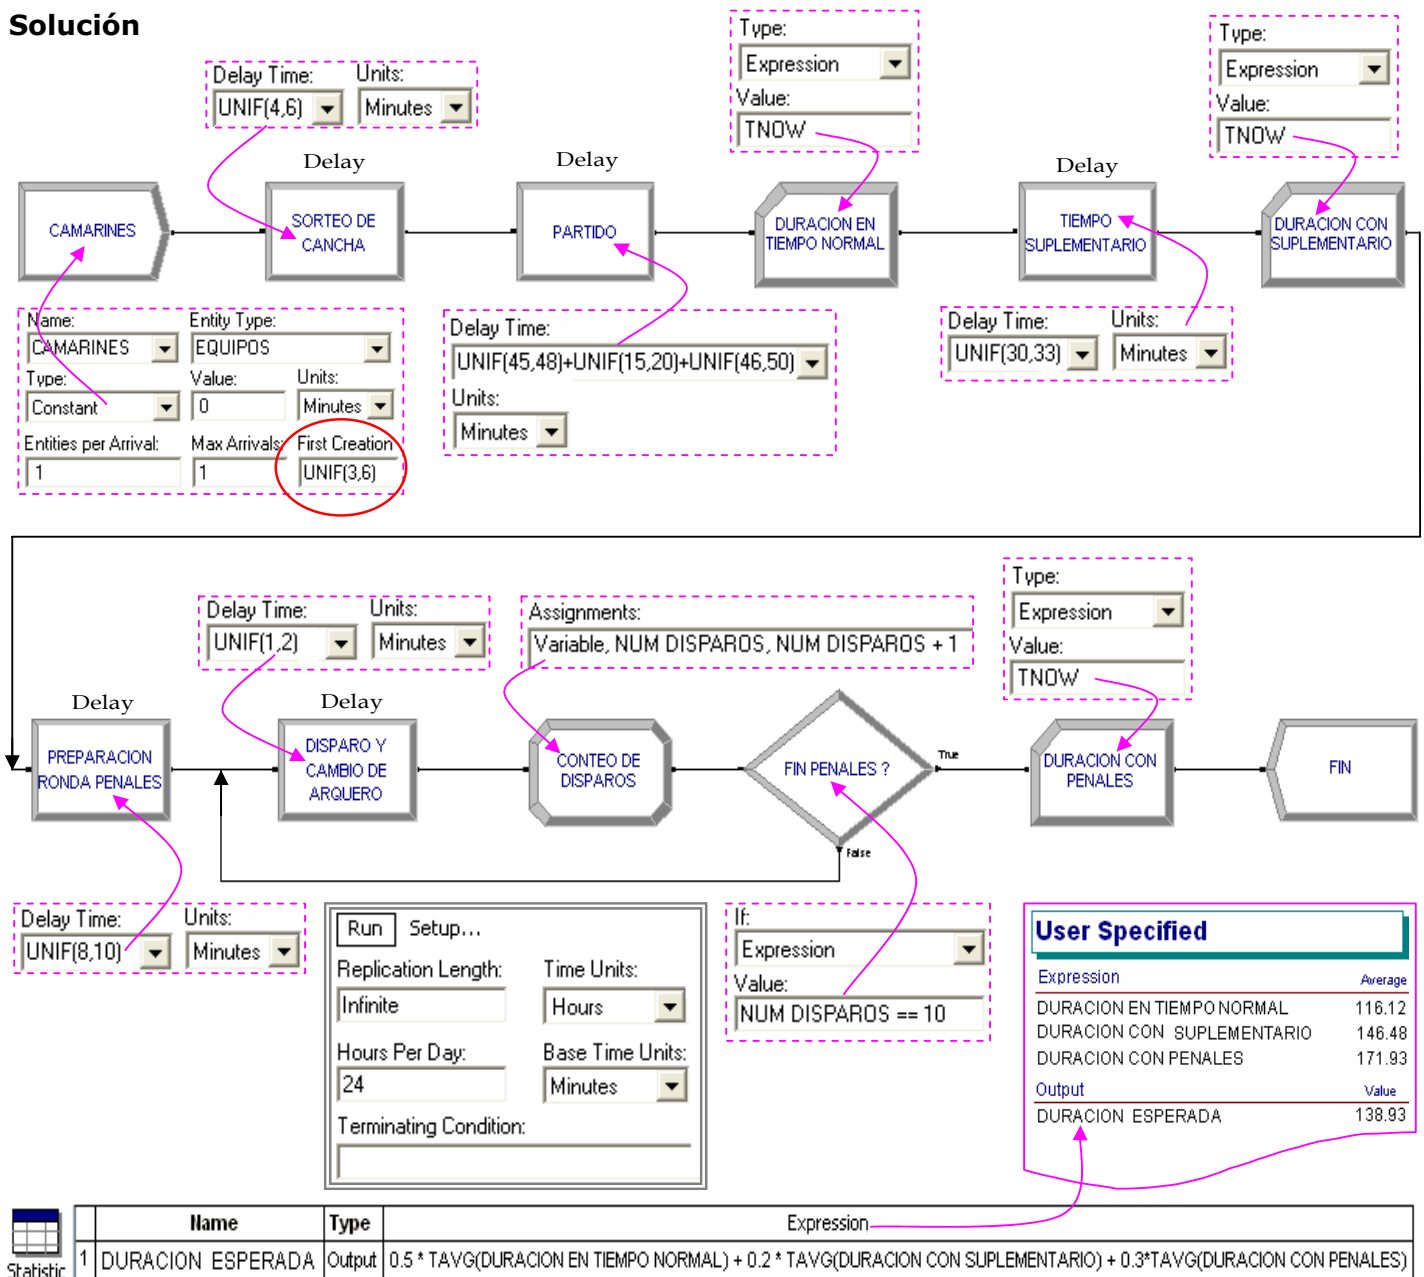 Solución
Delay Time: Units:
UNIF(4,6) Minutes
Type:
Expression
Value:
TNOW
Type:
Expression
Value:
TNOW
Delay
Delay
Delay
CAMARINES
SORTEO DE
CANCHA
PARTIDO
DURACION EN
TIEMPO NORMAL
TIEMPO
SUPLEMENTARIO
DURACION CON
SUPLEMENTARIO
Name: Entity Type:
CAMARINES EQUIPOS
Type: Value: Units:
Constant 0 Minutes
Entities per Arrival: Max Arrivals: First Creation
1 1 UNIF(3,6)
Delay Time:
UNIF(45,48)+UNIF(15,20)+UNIF(46,50)
Units:
Minutes
Delay Time: Units:
UNIF(30,33) Minutes
Delay Time: Units:
UNIF(1,2) Minutes
Assignments:
Variable, NUM DISPAROS, NUM DISPAROS + 1
Type:
Expression
Value:
TNOW
Delay
Delay
PREPARACION
RONDA PENALES
DISPARO Y
CAMBIO DE
ARQUERO
CONTEO DE
DISPAROS
FIN PENALES ?
True
False
DURACION CON
PENALES
FIN
Delay Time: Units:
UNIF(8,10) Minutes
Run Setup...
Replication Length: Time Units:
Infinite Hours
Hours Per Day: Base Time Units:
24 Minutes
Terminating Condition:
If:
Expression
Value:
NUM DISPAROS == 10
User Specified
Expression Average
DURACION EN TIEMPO NORMAL 116.12
DURACION CON SUPLEMENTARIO 146.48
DURACION CON PENALES 171.93
Output Value
DURACION ESPERADA 138.93
Statistic
Name Type Expression
1 DURACION ESPERADA Output 0.5 * TAVG(DURACION EN TIEMPO NORMAL) + 0.2 * TAVG(DURACION CON SUPLEMENTARIO) + 0.3*TAVG(DURACION CON PENALES)